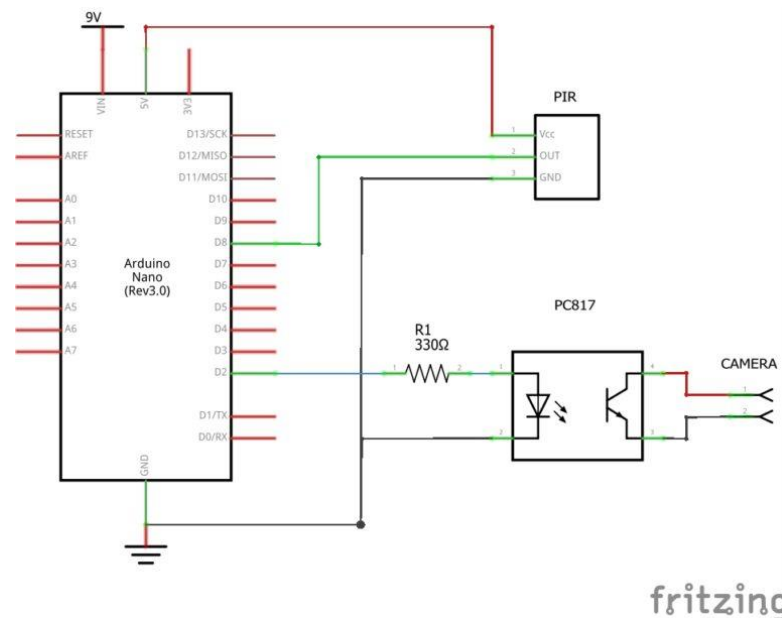 9V
VIN
5V
3V3
RESET
AREF
A0
A1
A2
A3
A4
A5
A6
A7
Arduino
Nano
(Rev3.0)
D13/SCK
D12/MISO
D11/MOSI
D10
D9
D8
D7
D6
D5
D4
D3
D2
D1/TX
D0/RX
GND
PIR
1 Vcc
2 OUT
3 GND
R1
330Ω
1 2
PC817
1
2
4
3
CAMERA
1
2
fritzing